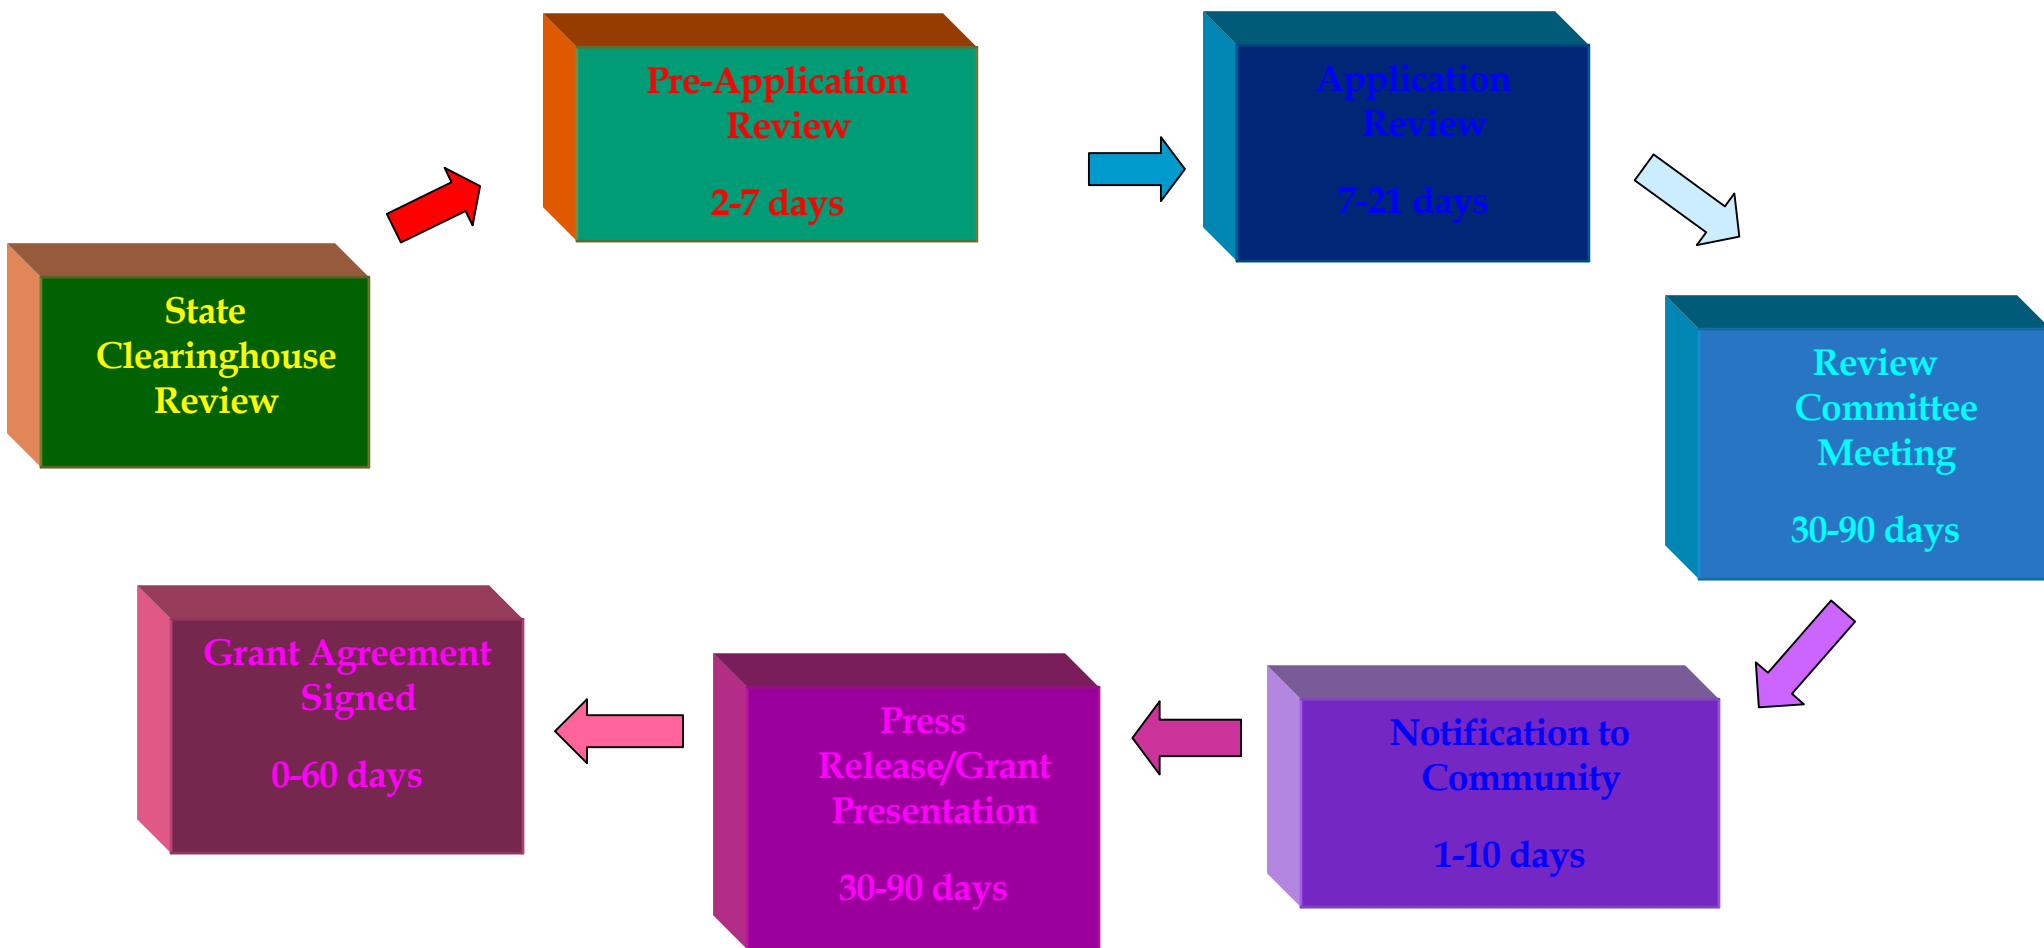 State
Clearinghouse
Review
Pre-Application
Review
2-7 days
Application
Review
7-21 days
Review
Committee
Meeting
30-90 days
Notification to
Community
1-10 days
Press
Release/Grant
Presentation
30-90 days
Grant Agreement
Signed
0-60 days